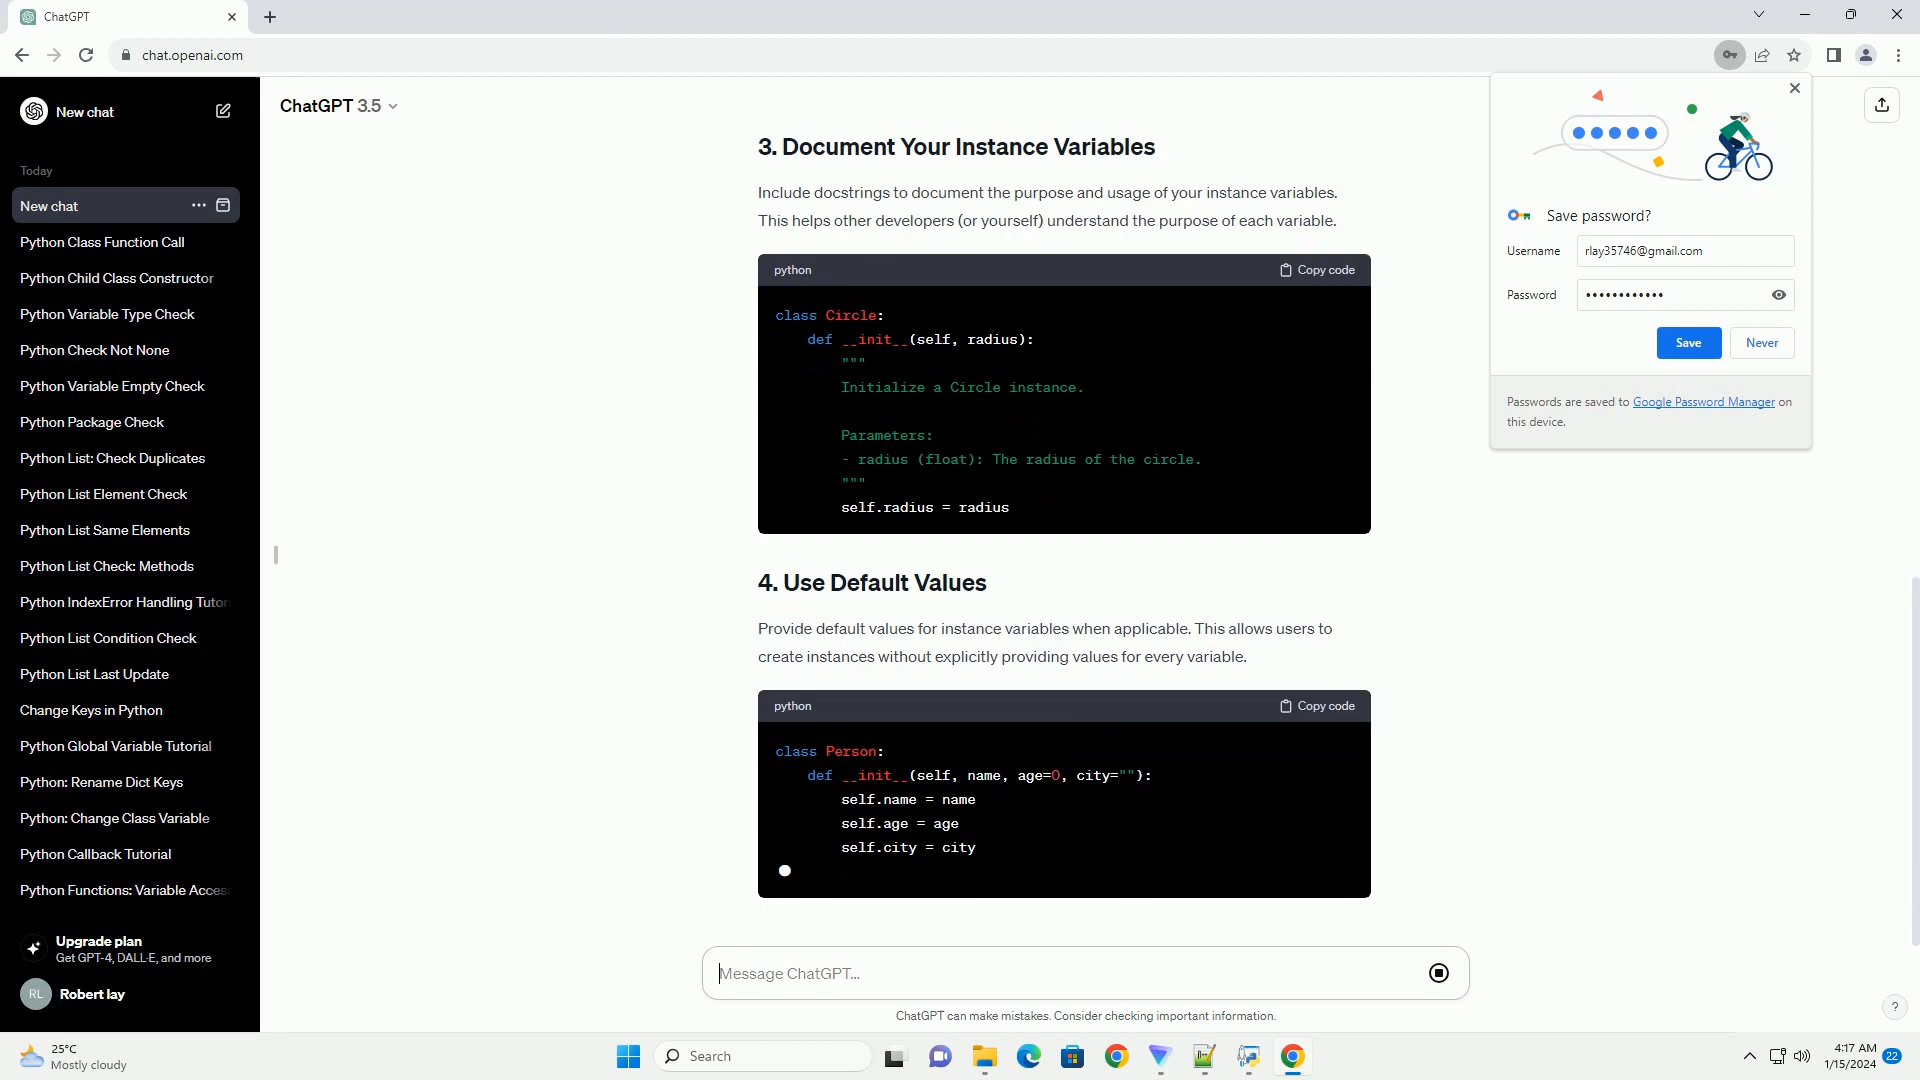 ChatGPT
chat.openai.com
New chat
Today
New chat
Python Class Function Call
Python Child Class Constructor
Python Variable Type Check
Python Check Not None
Python Variable Empty Check
Python Package Check
Python List: Check Duplicates
Python List Element Check
Python List Same Elements
Python List Check: Methods
Python IndexError Handling Tutor
Python List Condition Check
Python List Last Update
Change Keys in Python
Python Global Variable Tutorial
Python: Rename Dict Keys
Python: Change Class Variable
Python Callback Tutorial
Python Functions: Variable Acces
Upgrade plan
Get GPT-4, DALL·E, and more
RL
Robert lay
ChatGPT 3.5
3. Document Your Instance Variables
Include docstrings to document the purpose and usage of your instance variables.
This helps other developers (or yourself) understand the purpose of each variable.
python
Copy code
class Circle:
def __init__(self, radius):
"""
Initialize a Circle instance.
Parameters:
- radius (float): The radius of the circle.
"""
self.radius = radius
4. Use Default Values
Provide default values for instance variables when applicable. This allows users to
create instances without explicitly providing values for every variable.
python
Copy code
class Person:
def __init__(self, name, age=0, city=""):
self.name = name
self.age = age
self.city = city
Message ChatGPT...
ChatGPT can make mistakes. Consider checking important information.
?
Save password?
Username
rlay35746@gmail.com
Password
••••••••••••
Save
Never
Passwords are saved to Google Password Manager on
this device.
25°C
Mostly cloudy
Search
4:17 AM
1/15/2024
22